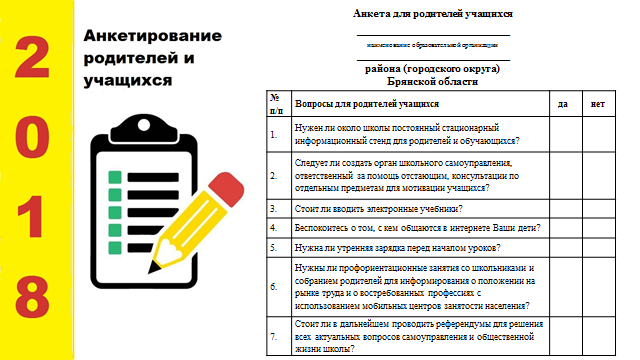 2
0
1
8
Анкетирование
родителей и
учащихся
Анкета для родителей учащихся
наименование образовательной организации
района (городского округа)
Брянской области
№
п/п
Вопросы для родителей учащихся
да
нет
1.
Нужен ли около школы постоянный стационарный
информационный стенд для родителей и обучающихся?
2.
Следует ли создать орган школьного самоуправления,
ответственный за помощь отстающим, консультации по
отдельным предметам для мотивации учащихся?
3.
Стоит ли вводить электронные учебники?
4.
Беспокоитесь о том, с кем общаются в интернете Ваши дети?
5.
Нужна ли утренняя зарядка перед началом уроков?
6.
Нужны ли профориентационные занятия со школьниками и
собранием родителей для информирования о положении на
рынке труда и о востребованных профессиях с
использованием мобильных центров занятости населения?
7.
Стоит ли в дальнейшем проводить референдумы для решения
всех актуальных вопросов самоуправления и общественной
жизни школы?